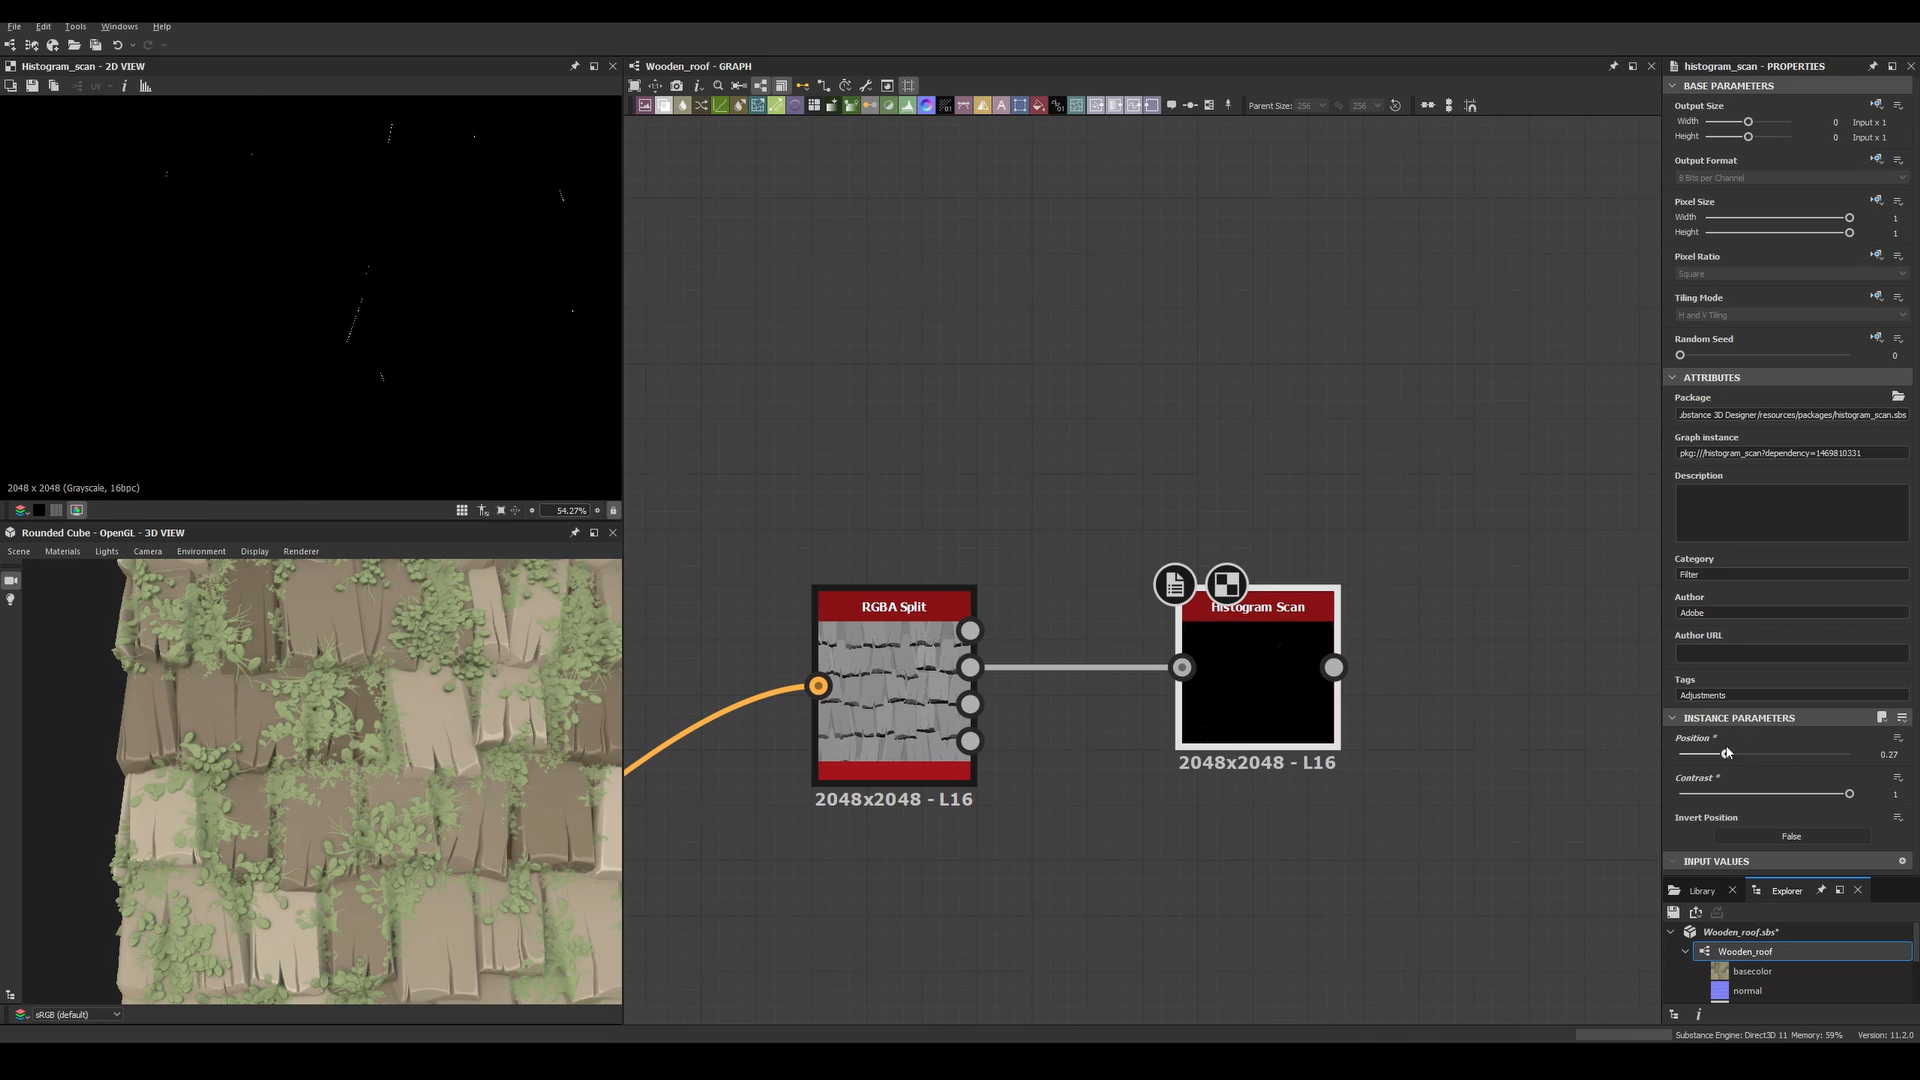 File Edit Tools Windows Help
Histogram_scan - 2D VIEW
UV
2048 x 2048 (Grayscale, 16bpc)
54.27%
Rounded Cube - OpenGL - 3D VIEW
Scene Materials Lights Camera Environment Display Renderer
sRGB (default)
Wooden_roof - GRAPH
Parent Size: 256 256
RGBA Split
2048x2048 - L16
Histogram Scan
2048x2048 - L16
histogram_scan - PROPERTIES
BASE PARAMETERS
Output Size
Width 0 Input x 1
Height 0 Input x 1
Output Format
8 Bits per Channel
Pixel Size
Width 1
Height 1
Pixel Ratio
Square
Tiling Mode
H and V Tiling
Random Seed
0
ATTRIBUTES
Package
ubstance 3D Designer/resources/packages/histogram_scan.sbs
Graph instance
pkg:///histogram_scan?dependency=1469810331
Description
Category
Filter
Author
Adobe
Author URL
Tags
Adjustments
INSTANCE PARAMETERS
Position *
0.27
Contrast *
1
Invert Position
False
INPUT VALUES
Library Explorer
Wooden_roof.sbs*
Wooden_roof
basecolor
normal
Substance Engine: Direct3D 11 Memory: 59% Version: 11.2.0